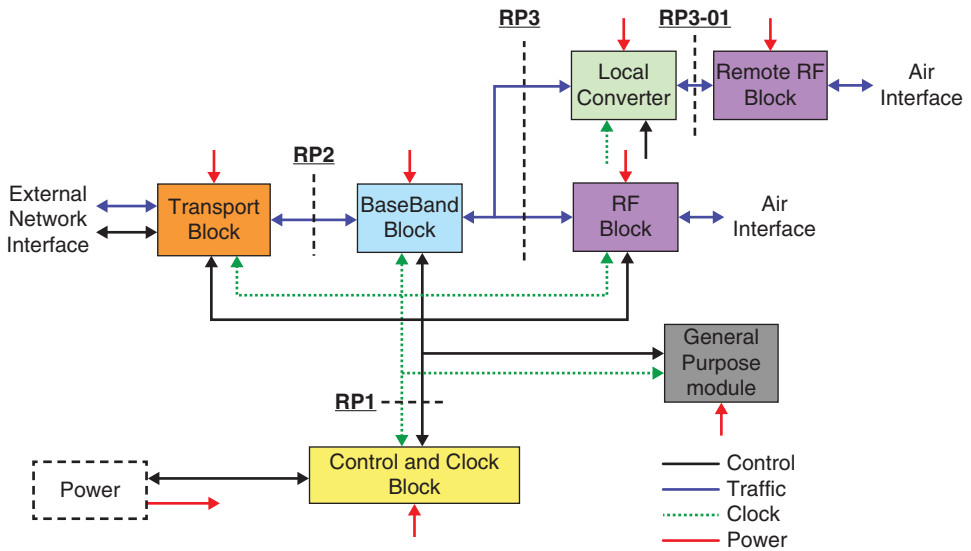 RP3
RP3-01
Local
Converter
Remote RF
Block
Air
Interface
RP2
External
Network
Interface
Transport
Block
BaseBand
Block
RF
Block
Air
Interface
General
Purpose
module
RP1
Control and Clock
Block
Power
Control
Traffic
Clock
Power